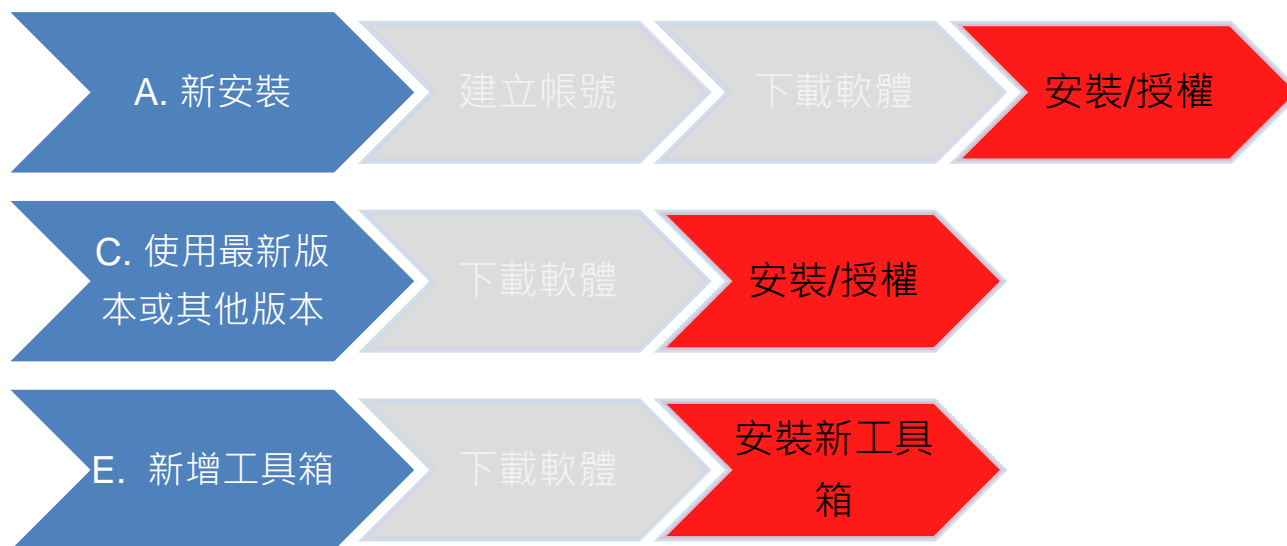 A. 新安裝
建立帳號
下載軟體
安裝/授權
C. 使用最新版
本或其他版本
下載軟體
安裝/授權
E. 新增工具箱
下載軟體
安裝新工具
箱